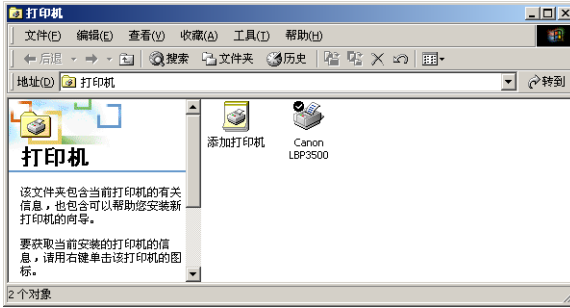 打印机
文件(F) 编辑(E) 查看(V) 收藏(A) 工具(T) 帮助(H)
后退 搜索 文件夹 历史
地址(D) 打印机 转到
打印机
该文件夹包含当前打印机的有关
信息，也包含可以帮助您安装新
打印机的向导。
要获取当前安装的打印机的信
息，请用右键单击该打印机的图
标。
添加打印机
Canon
LBP3500
2 个对象